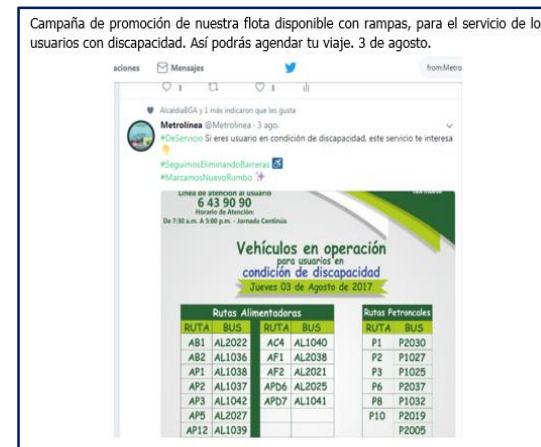 Campaña de promoción de nuestra flota disponible con rampas, para el servicio de lo
usuarios con discapacidad. Así podrás agendar tu viaje. 3 de agosto.
aciones Mensajes from:Metro
1 1
AlcaldiaBGA y 1 más indicaron que les gusta
Metrolinea @Metrolinea · 3 ago.
#DeServicio Si eres usuario en condición de discapacidad, este servicio te interesa
#SeguimosEliminandoBarreras
#MarcamosNuevoRumbo
Línea de atención al usuario
6 43 90 90
Horario de Atención:
De 7:30 a.m. A 5:00 p.m. - Jornada Continúa
Vehículos en operación
para usuarios en
condición de discapacidad
Jueves 03 de Agosto de 2017
Rutas Alimentadoras Rutas Petroncales
RUTA BUS RUTA BUS RUTA BUS
AB1 AL2022 AC4 AL1040 P1 P2030
AB2 AL1036 AF1 AL2038 P2 P1027
AP1 AL1038 AF2 AL2021 P3 P1025
AP2 AL1037 APD6 AL2025 P6 P2037
AP3 AL1042 APD7 AL1041 P8 P1032
AP5 AL2027 P10 P2019
AP12 AL1039 P2005